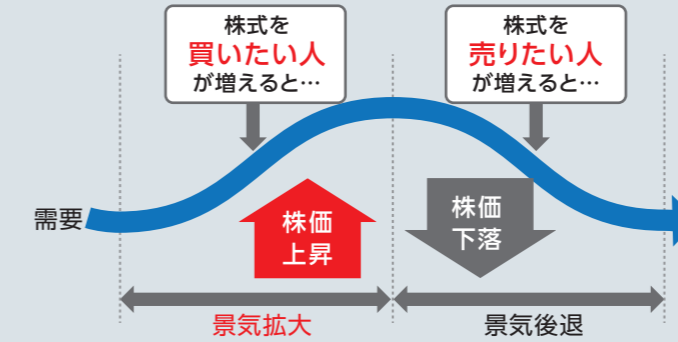 株式を
買いたい人
が増えると…
株式を
売りたい人
が増えると…
需要
株価
上昇
株価
下落
景気拡大
景気後退